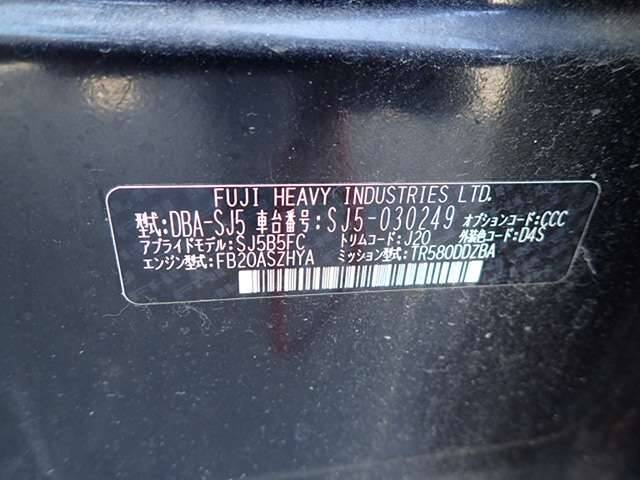 FUJI HEAVY INDUSTRIES LTD.
型式:DBA-SJ5 車台番号:SJ5-030249 オプションコード:CCC
アプライドモデル:SJ5B5FC トリムコード:J20 外装色コード:D4S
エンジン型式:FB20ASZHYA ミッション型式:TR580DDZBA